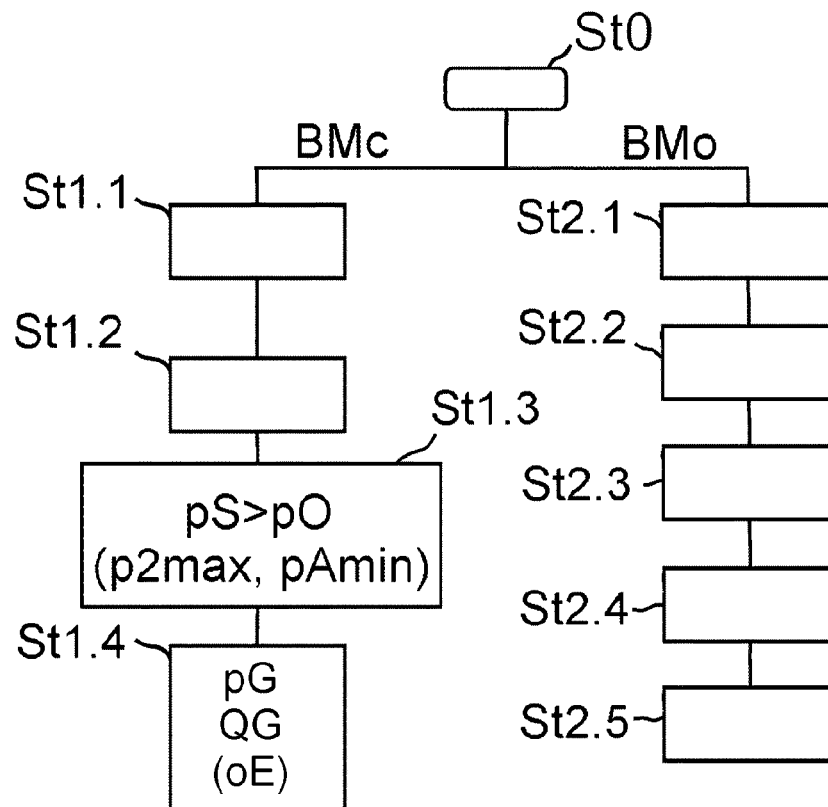 St0
BMc
BMo
St1.1
St2.1
St1.2
St2.2
St1.3
pS>pO
(p2max, pAmin)
St2.3
St1.4
St2.4
pG
QG
(oE)
St2.5